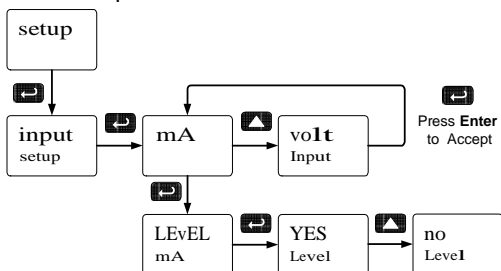 setup
input
setup
mA
volt
Input
Press Enter
to Accept
LEvEL
mA
YES
Level
no
Level